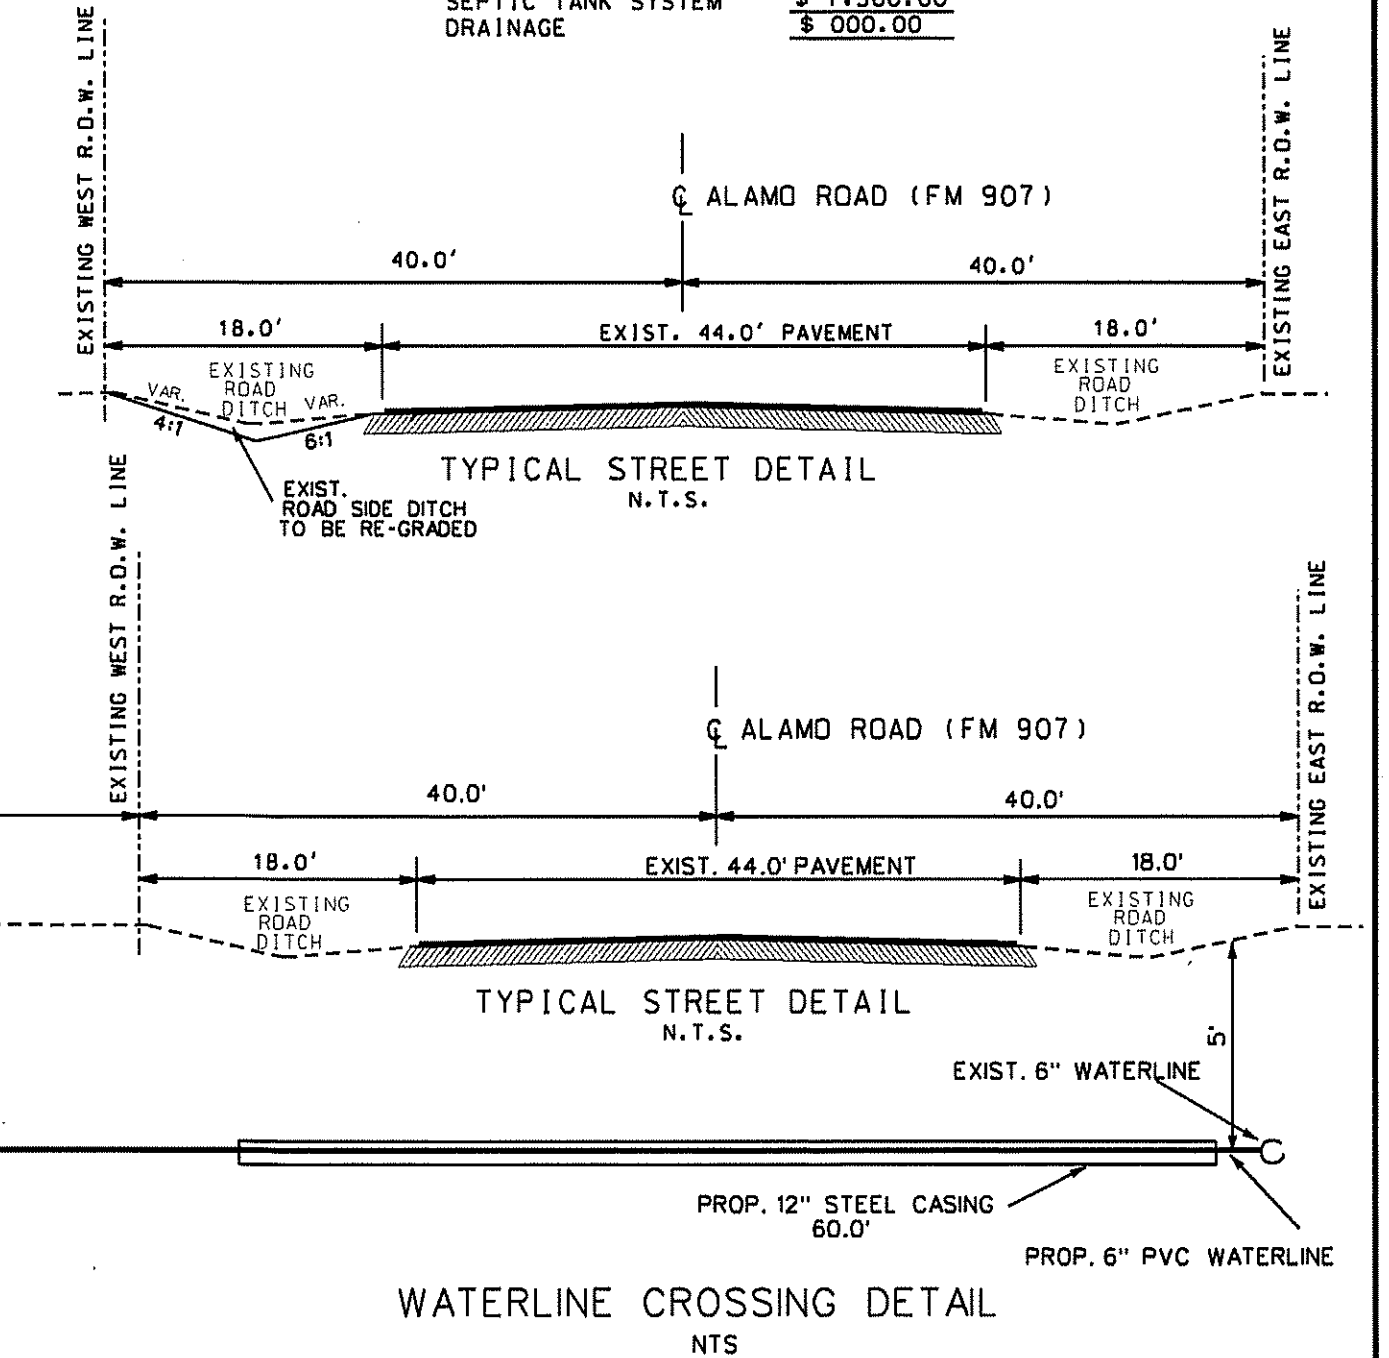 SEPTIC TANK SYSTEM
DRAINAGE $ 000.00
EXISTING WEST R.O.W. LINE
EXISTING EAST R.O.W. LINE
℄ ALAMO ROAD (FM 907)
40.0' 40.0'
18.0' EXIST. 44.0' PAVEMENT 18.0'
EXISTING
ROAD
DITCH
EXISTING
ROAD
DITCH
VAR. VAR.
4:1 6:1
TYPICAL STREET DETAIL
N.T.S.
EXIST.
ROAD SIDE DITCH
TO BE RE-GRADED
EXISTING WEST R.O.W. LINE
EXISTING EAST R.O.W. LINE
℄ ALAMO ROAD (FM 907)
40.0' 40.0'
18.0' EXIST. 44.0' PAVEMENT 18.0'
EXISTING
ROAD
DITCH
EXISTING
ROAD
DITCH
TYPICAL STREET DETAIL
N.T.S.
5'
EXIST. 6" WATERLINE
PROP. 12" STEEL CASING
60.0'
PROP. 6" PVC WATERLINE
WATERLINE CROSSING DETAIL
NTS